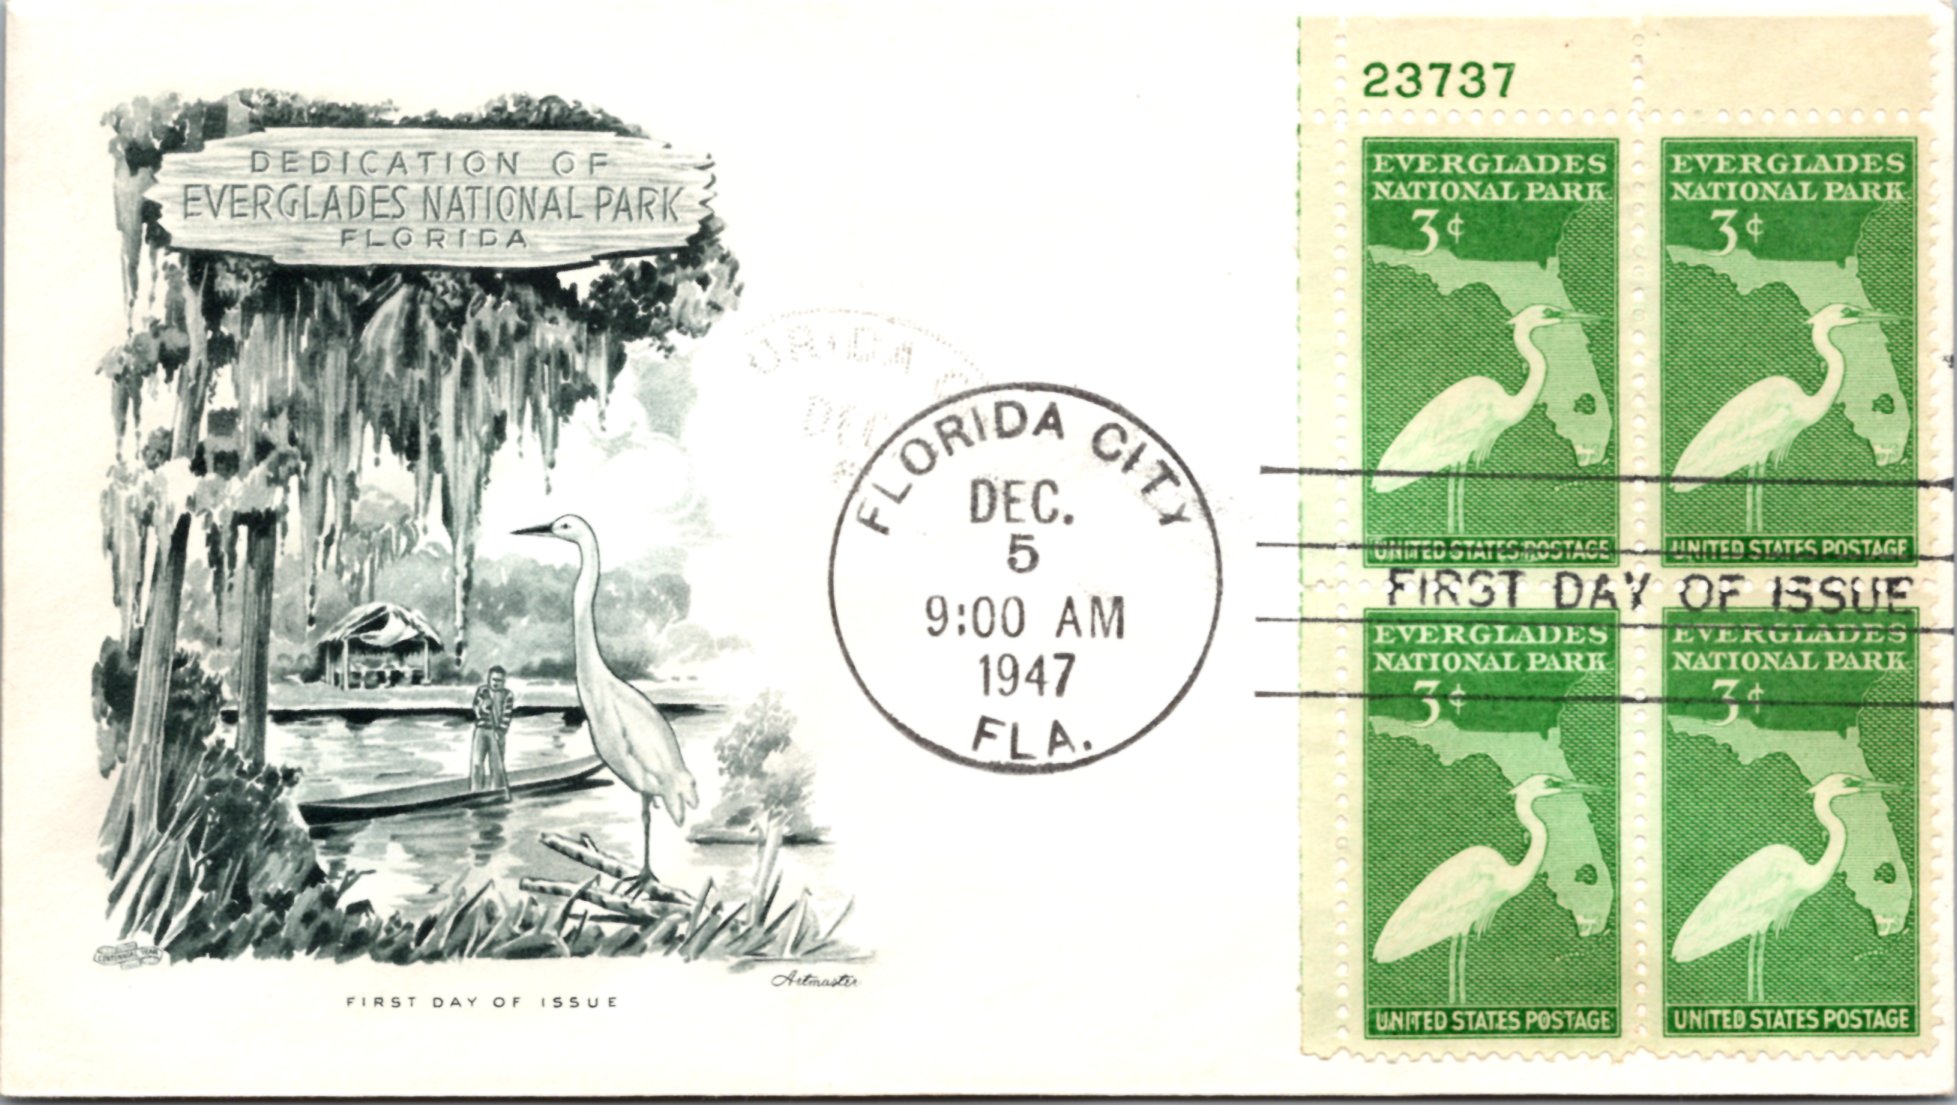 DEDICATION OF
EVERGLADES NATIONAL PARK
FLORIDA
CENTENNIAL YEAR
Artmaster
FIRST DAY OF ISSUE
FLORIDA CITY
DEC.
5
9:00 AM
1947
FLA.
23737
EVERGLADES
NATIONAL PARK
3¢
UNITED STATES POSTAGE
EVERGLADES
NATIONAL PARK
3¢
UNITED STATES POSTAGE
FIRST DAY OF ISSUE
EVERGLADES
NATIONAL PARK
3¢
UNITED STATES POSTAGE
EVERGLADES
NATIONAL PARK
3¢
UNITED STATES POSTAGE